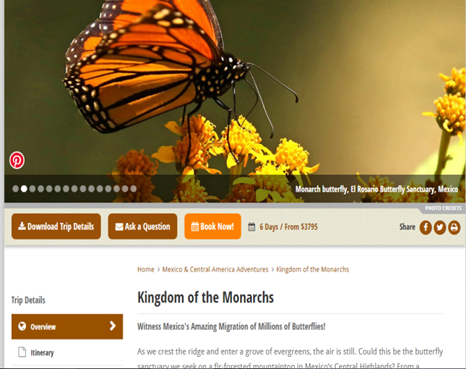 Monarch butterfly, El Rosario Butterfly Sanctuary, Mexico
PHOTO CREDITS
Download Trip Details
Ask a Question
Book Now!
6 Days / From $3795
Share
Home > Mexico & Central America Adventures > Kingdom of the Monarchs
Trip Details
Overview
Itinerary
Kingdom of the Monarchs
Witness Mexico's Amazing Migration of Millions of Butterflies!
As we crest the ridge and enter a grove of evergreens, the air is still. Could this be the butterfly
sanctuary we seek on a fir-forested mountaintop in Mexico's Central Highlands? From a